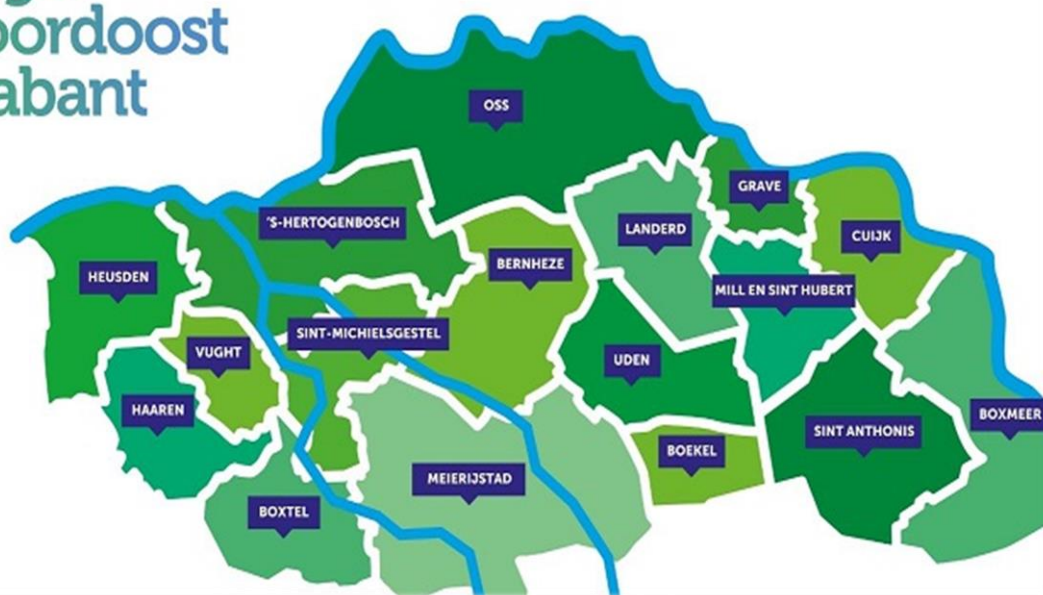 oordoost
abant
OSS
GRAVE
'S-HERTOGENBOSCH
LANDERD
CUIJK
BERNHEZE
HEUSDEN
MILL EN SINT HUBERT
SINT-MICHIELSGESTEL
VUGHT
UDEN
HAAREN
BOXMEER
SINT ANTHONIS
BOEKEL
MEIERIJSTAD
BOXTEL